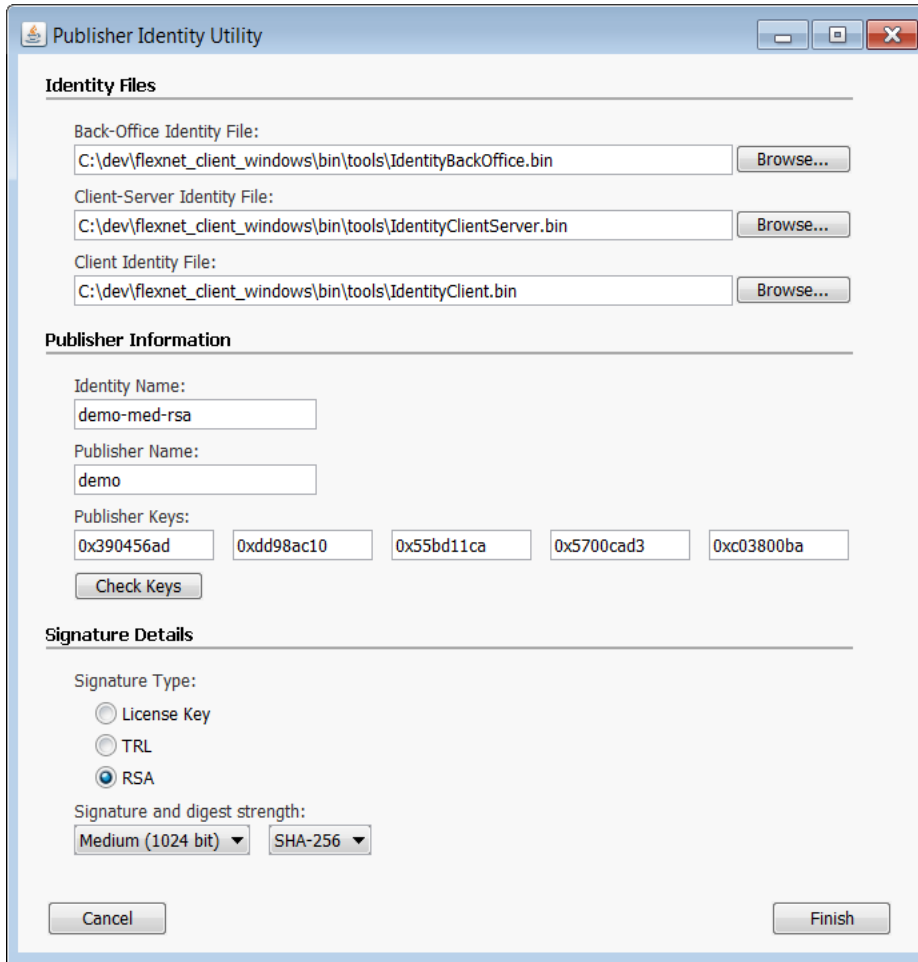 Publisher Identity Utility
Identity Files
Back-Office Identity File:
C:\dev\flexnet_client_windows\bin\tools\IdentityBackOffice.bin Browse...
Client-Server Identity File:
C:\dev\flexnet_client_windows\bin\tools\IdentityClientServer.bin Browse...
Client Identity File:
C:\dev\flexnet_client_windows\bin\tools\IdentityClient.bin Browse...
Publisher Information
Identity Name:
demo-med-rsa
Publisher Name:
demo
Publisher Keys:
0x390456ad 0xdd98ac10 0x55bd11ca 0x5700cad3 0xc03800ba
Check Keys
Signature Details
Signature Type:
License Key
TRL
RSA
Signature and digest strength:
Medium (1024 bit) SHA-256
Cancel Finish